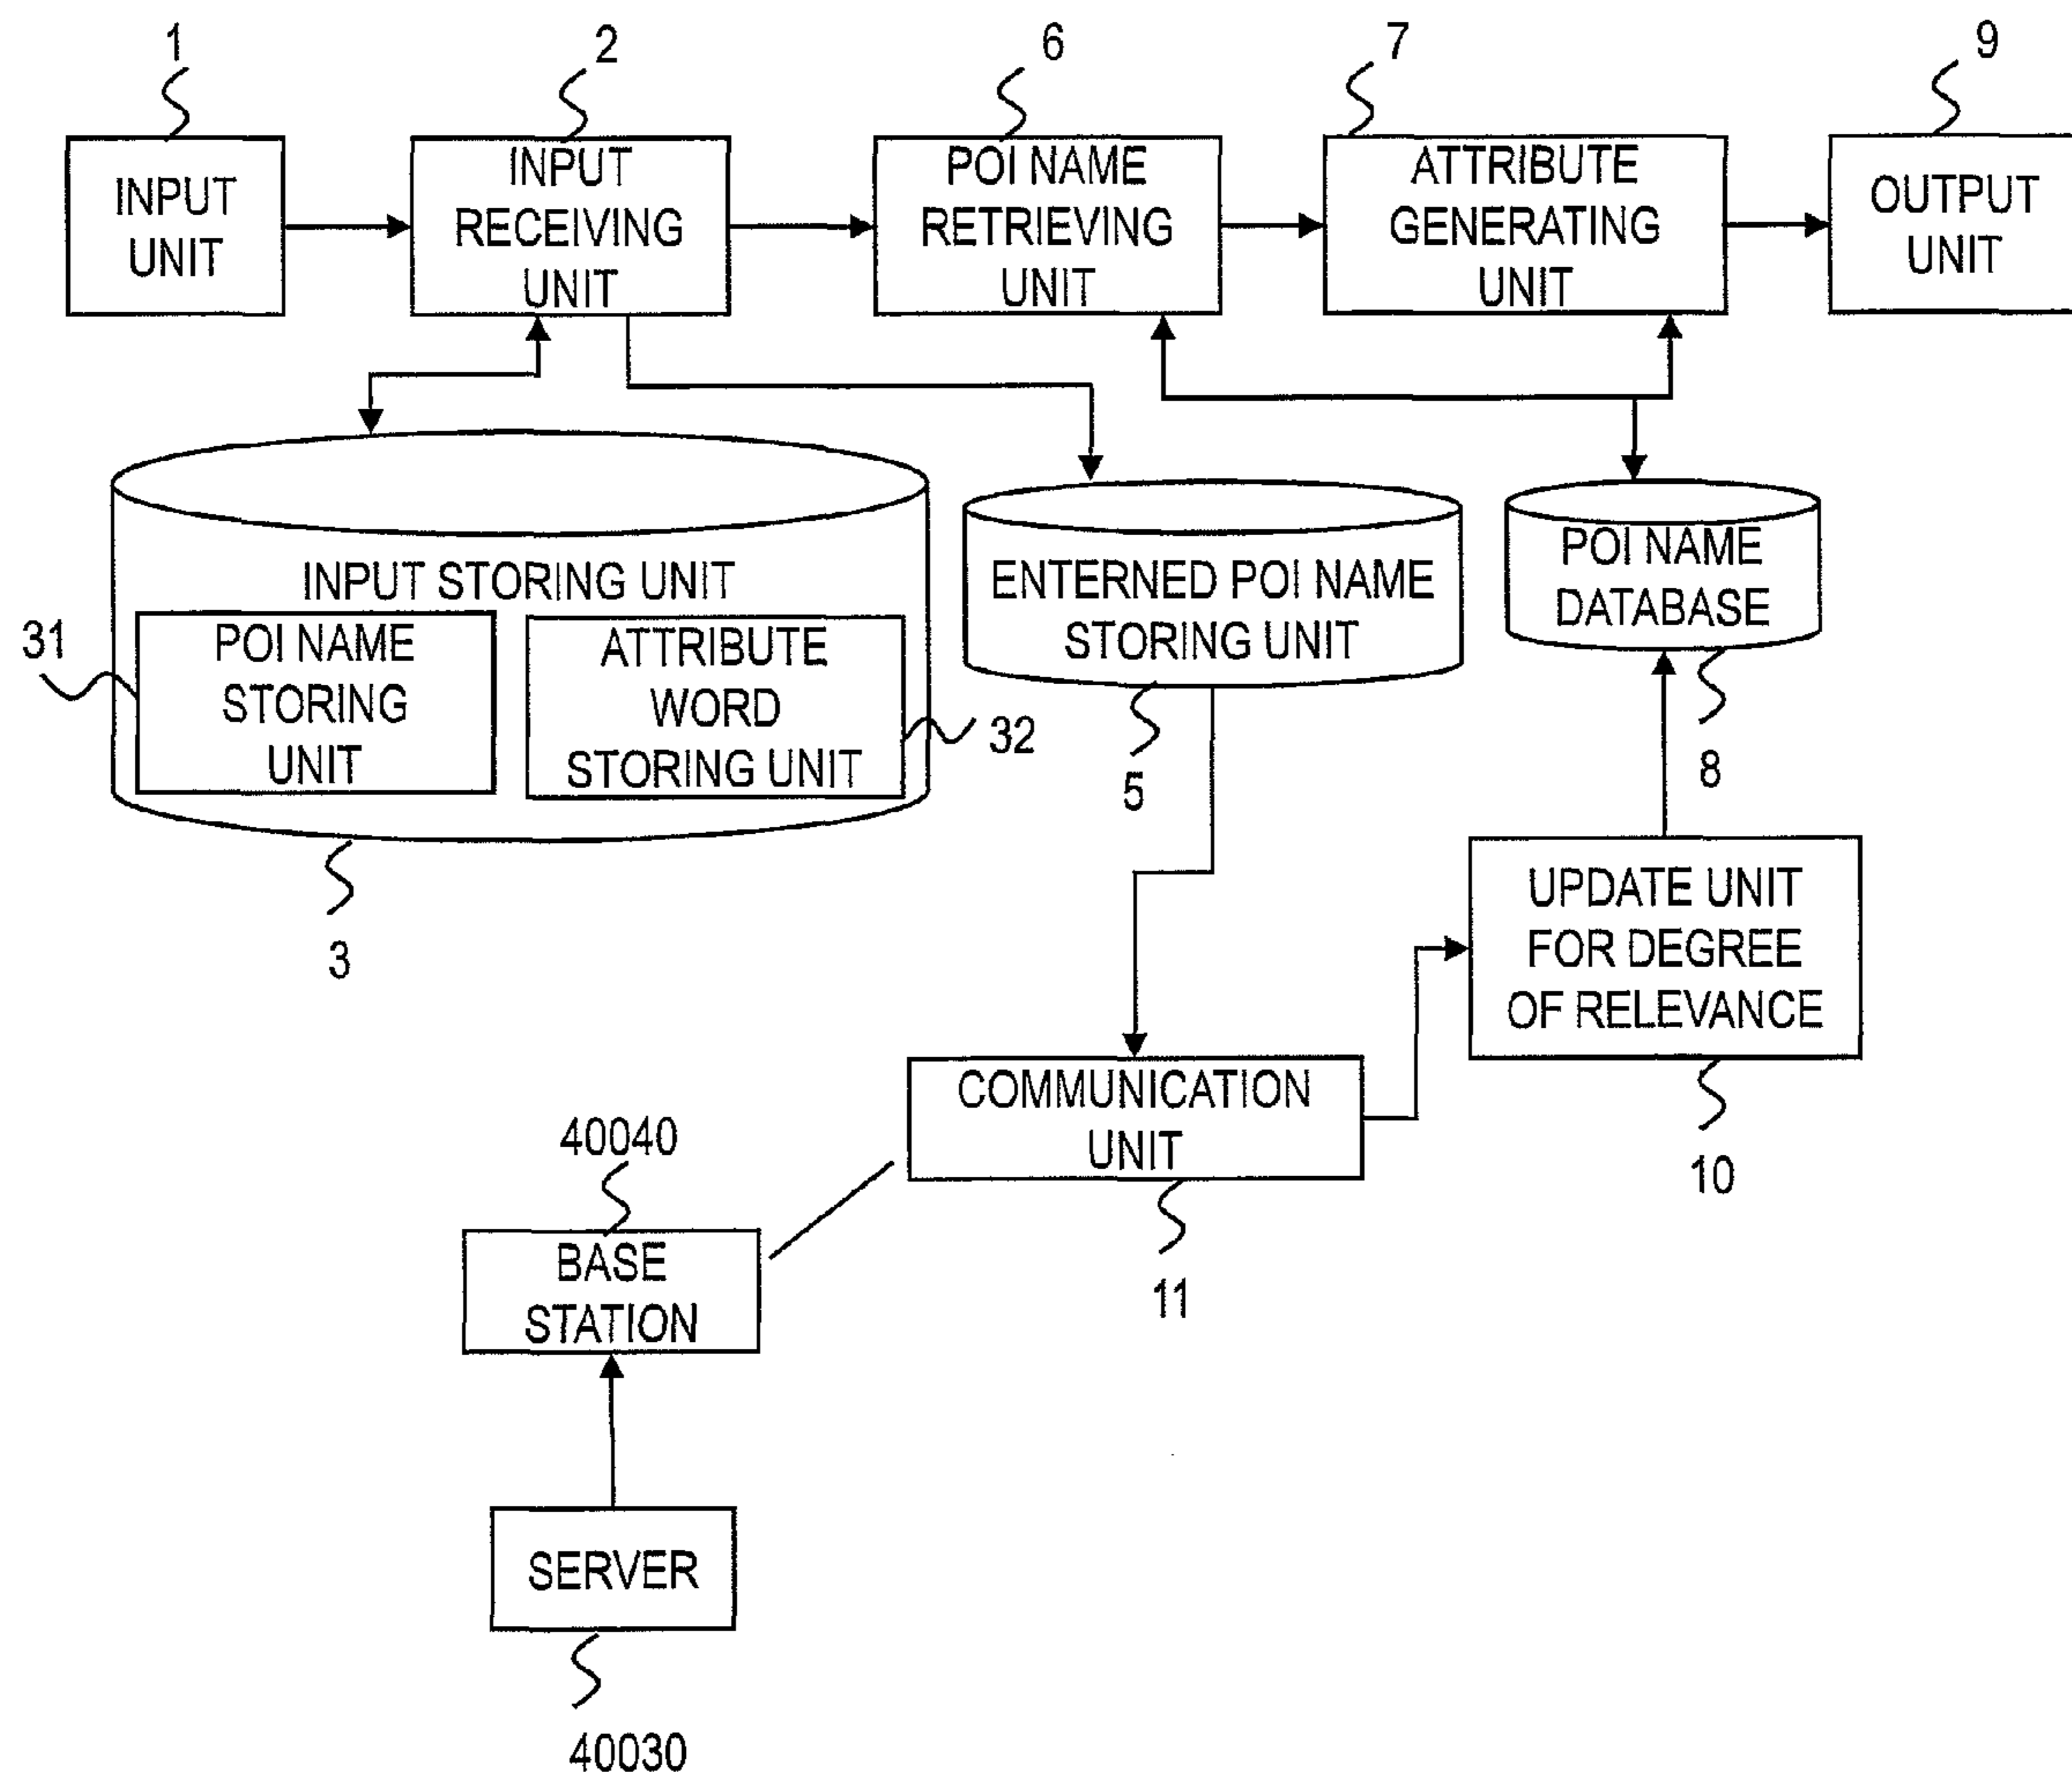 1
2
6
7
9
INPUT
UNIT
INPUT
RECEIVING
UNIT
POI NAME
RETRIEVING
UNIT
ATTRIBUTE
GENERATING
UNIT
OUTPUT
UNIT
INPUT STORING UNIT
31
POI NAME
STORING
UNIT
ATTRIBUTE
WORD
STORING UNIT
32
3
ENTERNED POI NAME
STORING UNIT
5
POI NAME
DATABASE
8
UPDATE UNIT
FOR DEGREE
OF RELEVANCE
10
COMMUNICATION
UNIT
11
40040
BASE
STATION
SERVER
40030